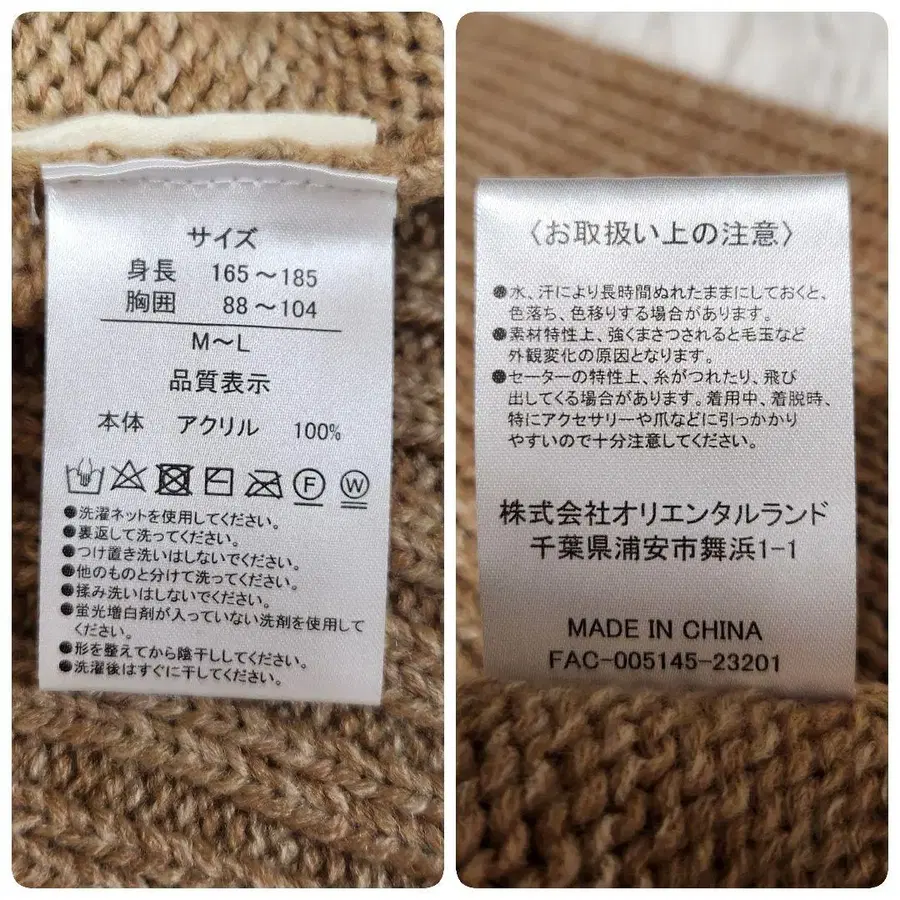 サイズ
身長 165～185
胸囲 88～104
M～L
品質表示
本体 アクリル 100%
F W
●洗濯ネットを使用してください。
●裏返して洗ってください。
●つけ置き洗いはしないでください。
●他のものと分けて洗ってください。
●揉み洗いはしないでください。
●蛍光増白剤が入っていない洗剤を使用して
ください。
●形を整えてから陰干ししてください。
●洗濯後はすぐに干してください。
〈お取扱い上の注意〉
●水、汗により長時間ぬれたままにしておくと、
色落ち、色移りする場合があります。
●素材特性上、強くまさつされると毛玉など
外観変化の原因となります。
●セーターの特性上、糸がつれたり、飛び
出してくる場合があります。着用中、着脱時、
特にアクセサリーや爪などに引っかかり
やすいので十分注意してください。
株式会社オリエンタルランド
千葉県浦安市舞浜1-1
MADE IN CHINA
FAC-005145-23201